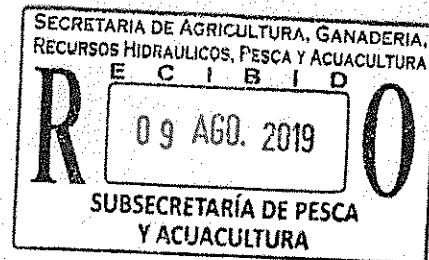 SECRETARIA DE AGRICULTURA, GANADERIA,
RECURSOS HIDRAULICOS, PESCA Y ACUACULTURA
R E C I B I D O
09 AGO. 2019
SUBSECRETARÍA DE PESCA
Y ACUACULTURA